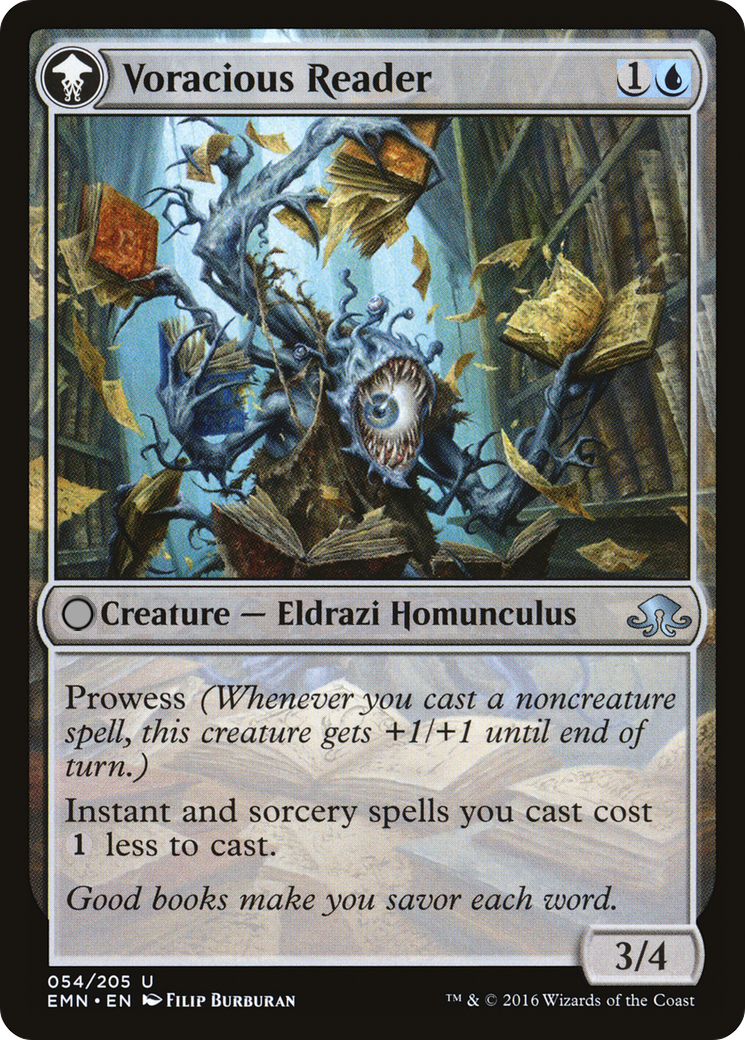 Voracious Reader 1
Creature — Eldrazi Homunculus
Prowess (Whenever you cast a noncreature
spell, this creature gets +1/+1 until end of
turn.)
Instant and sorcery spells you cast cost
1 less to cast.
Good books make you savor each word.
3/4
054/205 U
EMN • EN Filip Burburan
™ & © 2016 Wizards of the Coast